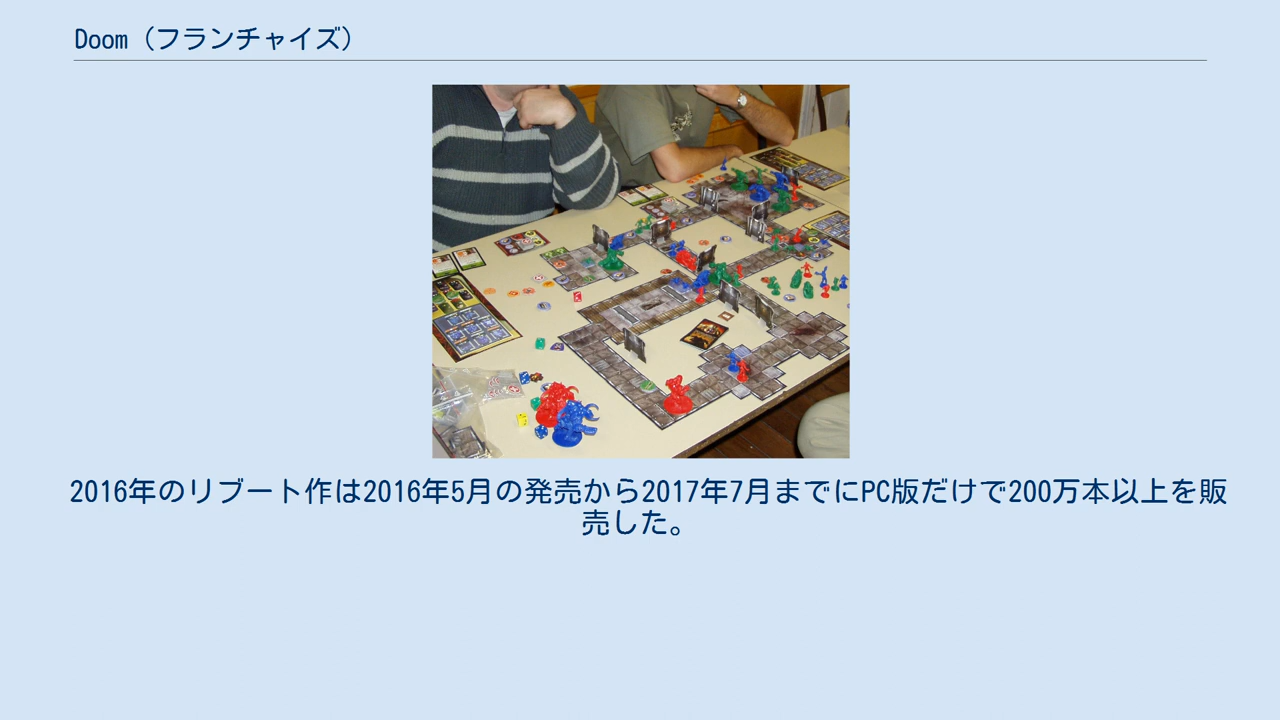 Doom（フランチャイズ）
2016年のリブート作は2016年5月の発売から2017年7月までにPC版だけで200万本以上を販
売した。